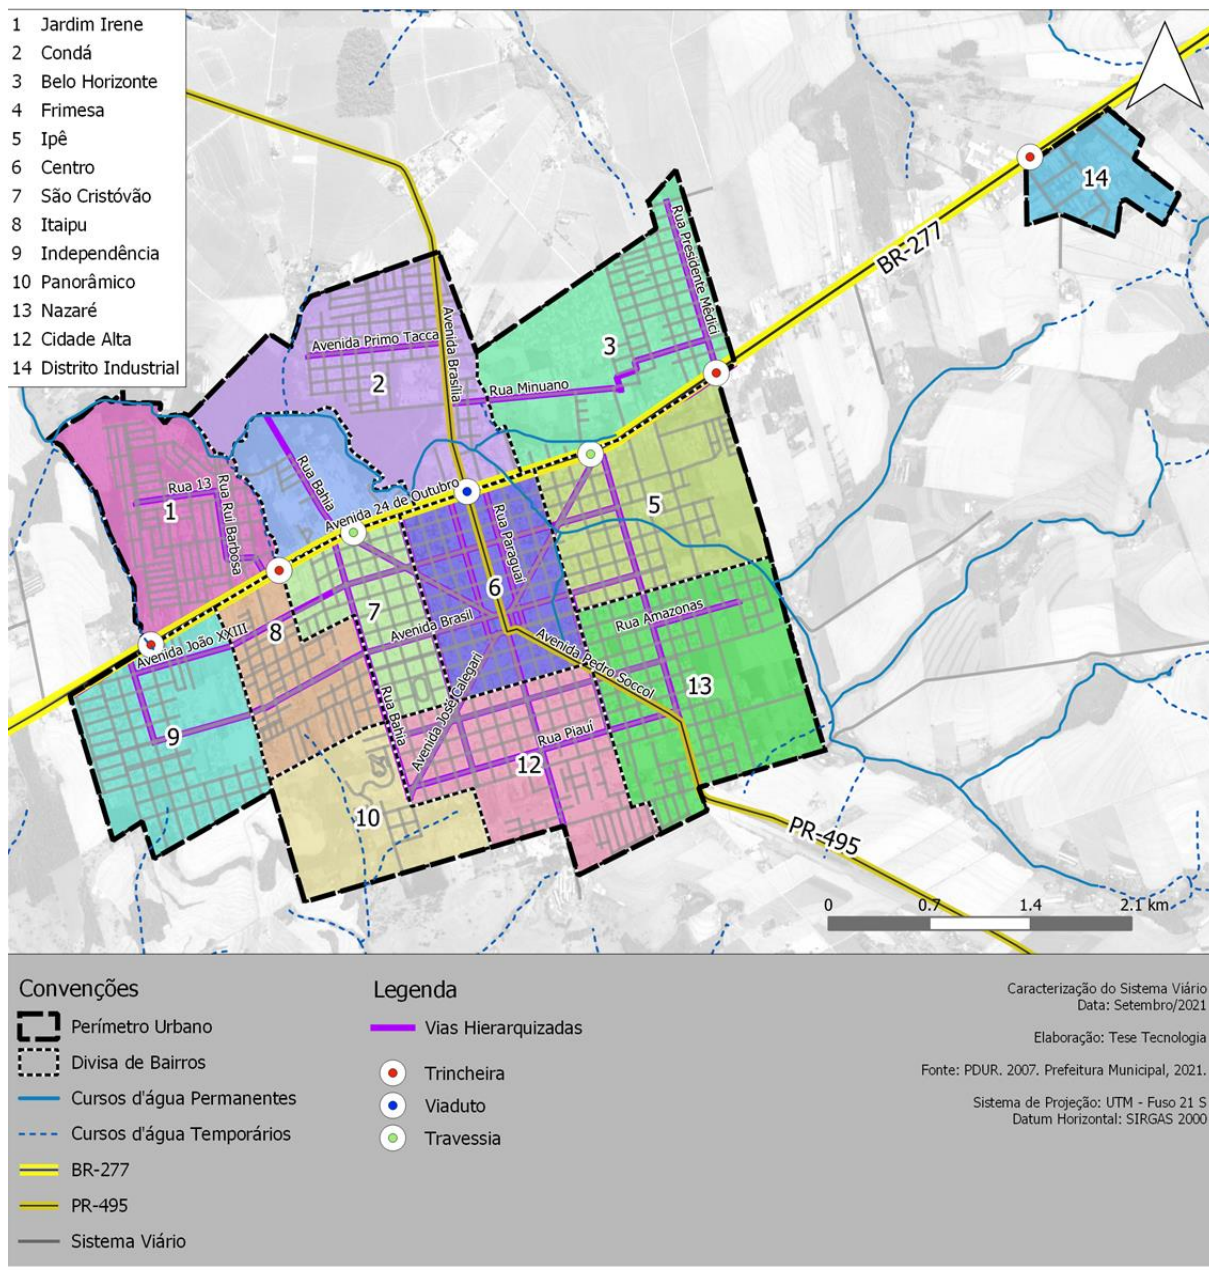 1 Jardim Irene
2 Condá
3 Belo Horizonte
4 Frimesa
5 Ipê
6 Centro
7 São Cristóvão
8 Itaipu
9 Independência
10 Panorâmico
13 Nazaré
12 Cidade Alta
14 Distrito Industrial
14
BR-277
Rua Presidente Médici
3
Avenida Primo Tacca
Avenida Brasília
2
Rua Minuano
Rua 13
1
Rua Rui Barbosa
Rua Bahia
Avenida 24 de Outubro
5
Rua Paraguai
6
7
8
Avenida João XXIII
Avenida Brasil
Rua Amazonas
Avenida Pedro Soccol
13
9
Rua Bahia
Avenida José Calegari
Rua Piauí
12
10
PR-495
0 0.7 1.4 2.1 km
Convenções
Perímetro Urbano
Divisa de Bairros
Cursos d'água Permanentes
Cursos d'água Temporários
BR-277
PR-495
Sistema Viário
Legenda
Vias Hierarquizadas
Trincheira
Viaduto
Travessia
Caracterização do Sistema Viário
Data: Setembro/2021
Elaboração: Tese Tecnologia
Fonte: PDUR. 2007. Prefeitura Municipal, 2021.
Sistema de Projeção: UTM - Fuso 21 S
Datum Horizontal: SIRGAS 2000